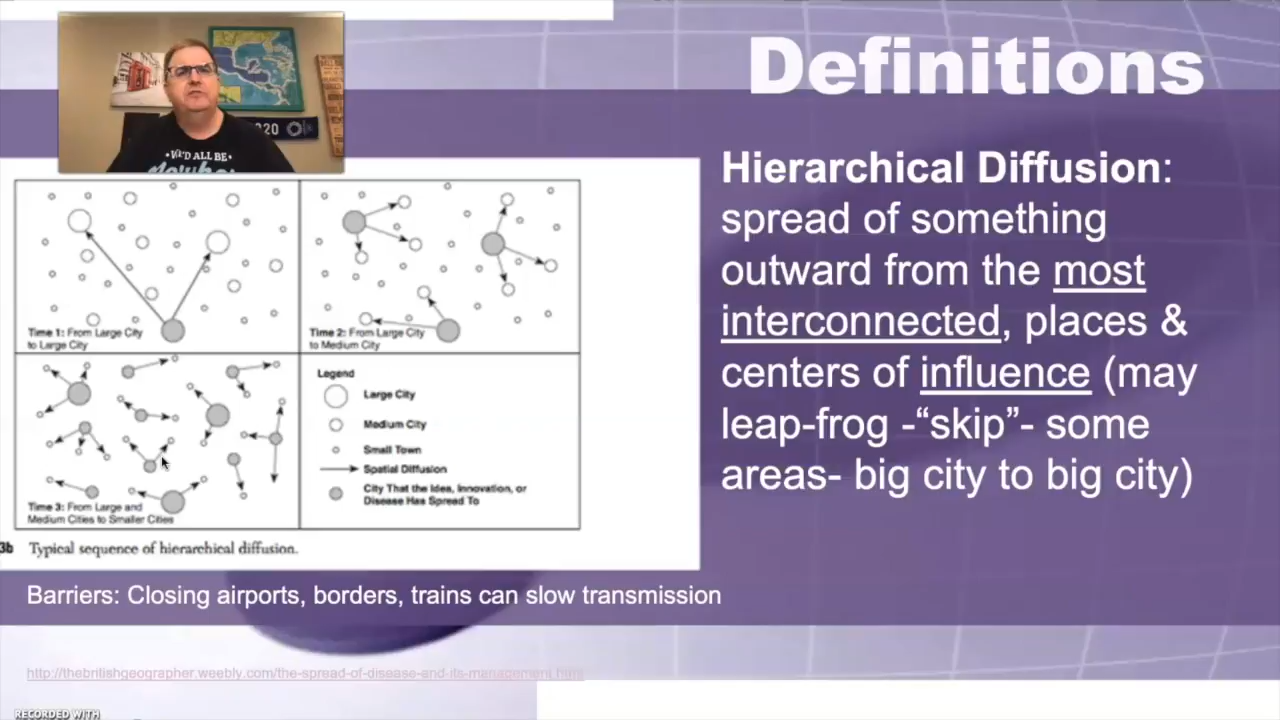 Definitions
20
•WE'D ALL BE•
Hierarchical Diffusion:
spread of something
outward from the most
interconnected, places &
centers of influence (may
leap-frog -“skip”- some
areas- big city to big city)
Time 1: From Large City
to Large City
Time 2: From Large City
to Medium City
Time 3: From Large and
Medium Cities to Smaller Cities
Legend
Large City
Medium City
Small Town
Spatial Diffusion
City That the Idea, Innovation, or
Disease Has Spread To
3b Typical sequence of hierarchical diffusion.
Barriers: Closing airports, borders, trains can slow transmission
http://thebritishgeographer.weebly.com/the-spread-of-disease-and-its-management.html
RECORDED WITH